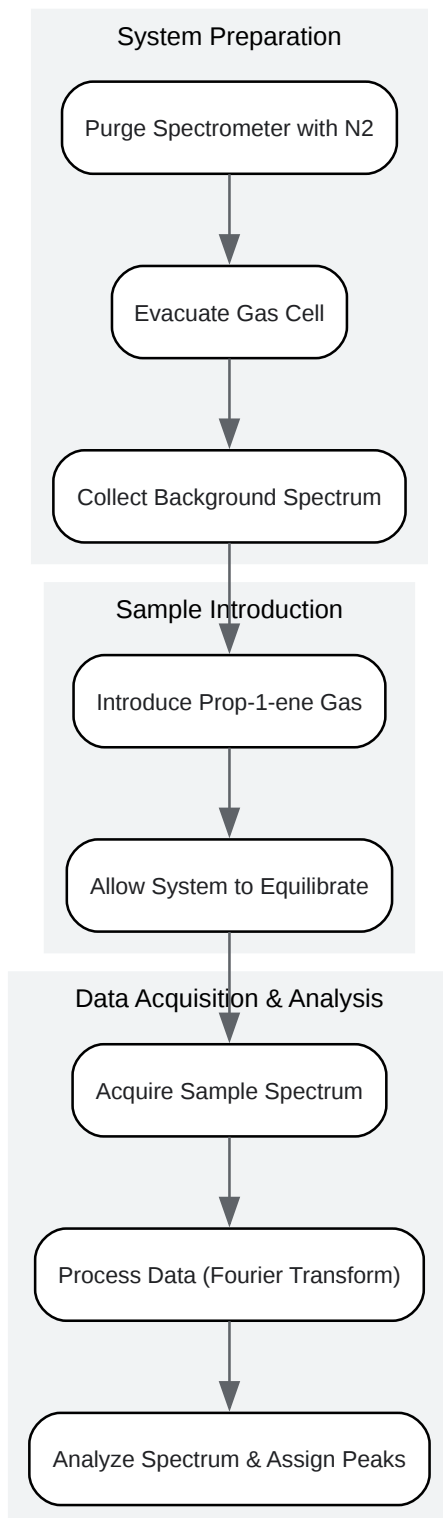 System Preparation
Purge Spectrometer with N2
Evacuate Gas Cell
Collect Background Spectrum
Sample Introduction
Introduce Prop-1-ene Gas
Allow System to Equilibrate
Data Acquisition & Analysis
Acquire Sample Spectrum
Process Data (Fourier Transform)
Analyze Spectrum & Assign Peaks